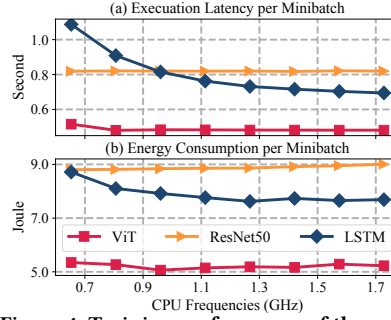 (a) Execuation Latency per Minibatch
1.0
0.8
0.6
Second
(b) Energy Consumption per Minibatch
9.0
7.0
5.0
Joule
ViT ResNet50 LSTM
0.7 0.9 1.1 1.3 1.5 1.7
CPU Frequencies (GHz)